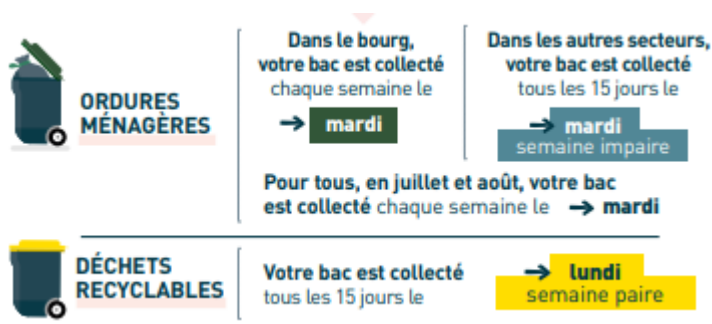 ORDURES
MÉNAGÈRES
Dans le bourg,
votre bac est collecté
chaque semaine le
→ mardi
Dans les autres secteurs,
votre bac est collecté
tous les 15 jours le
→ mardi
semaine impaire
Pour tous, en juillet et août, votre bac
est collecté chaque semaine le → mardi
DÉCHETS
RECYCLABLES
Votre bac est collecté
tous les 15 jours le
→ lundi
semaine paire